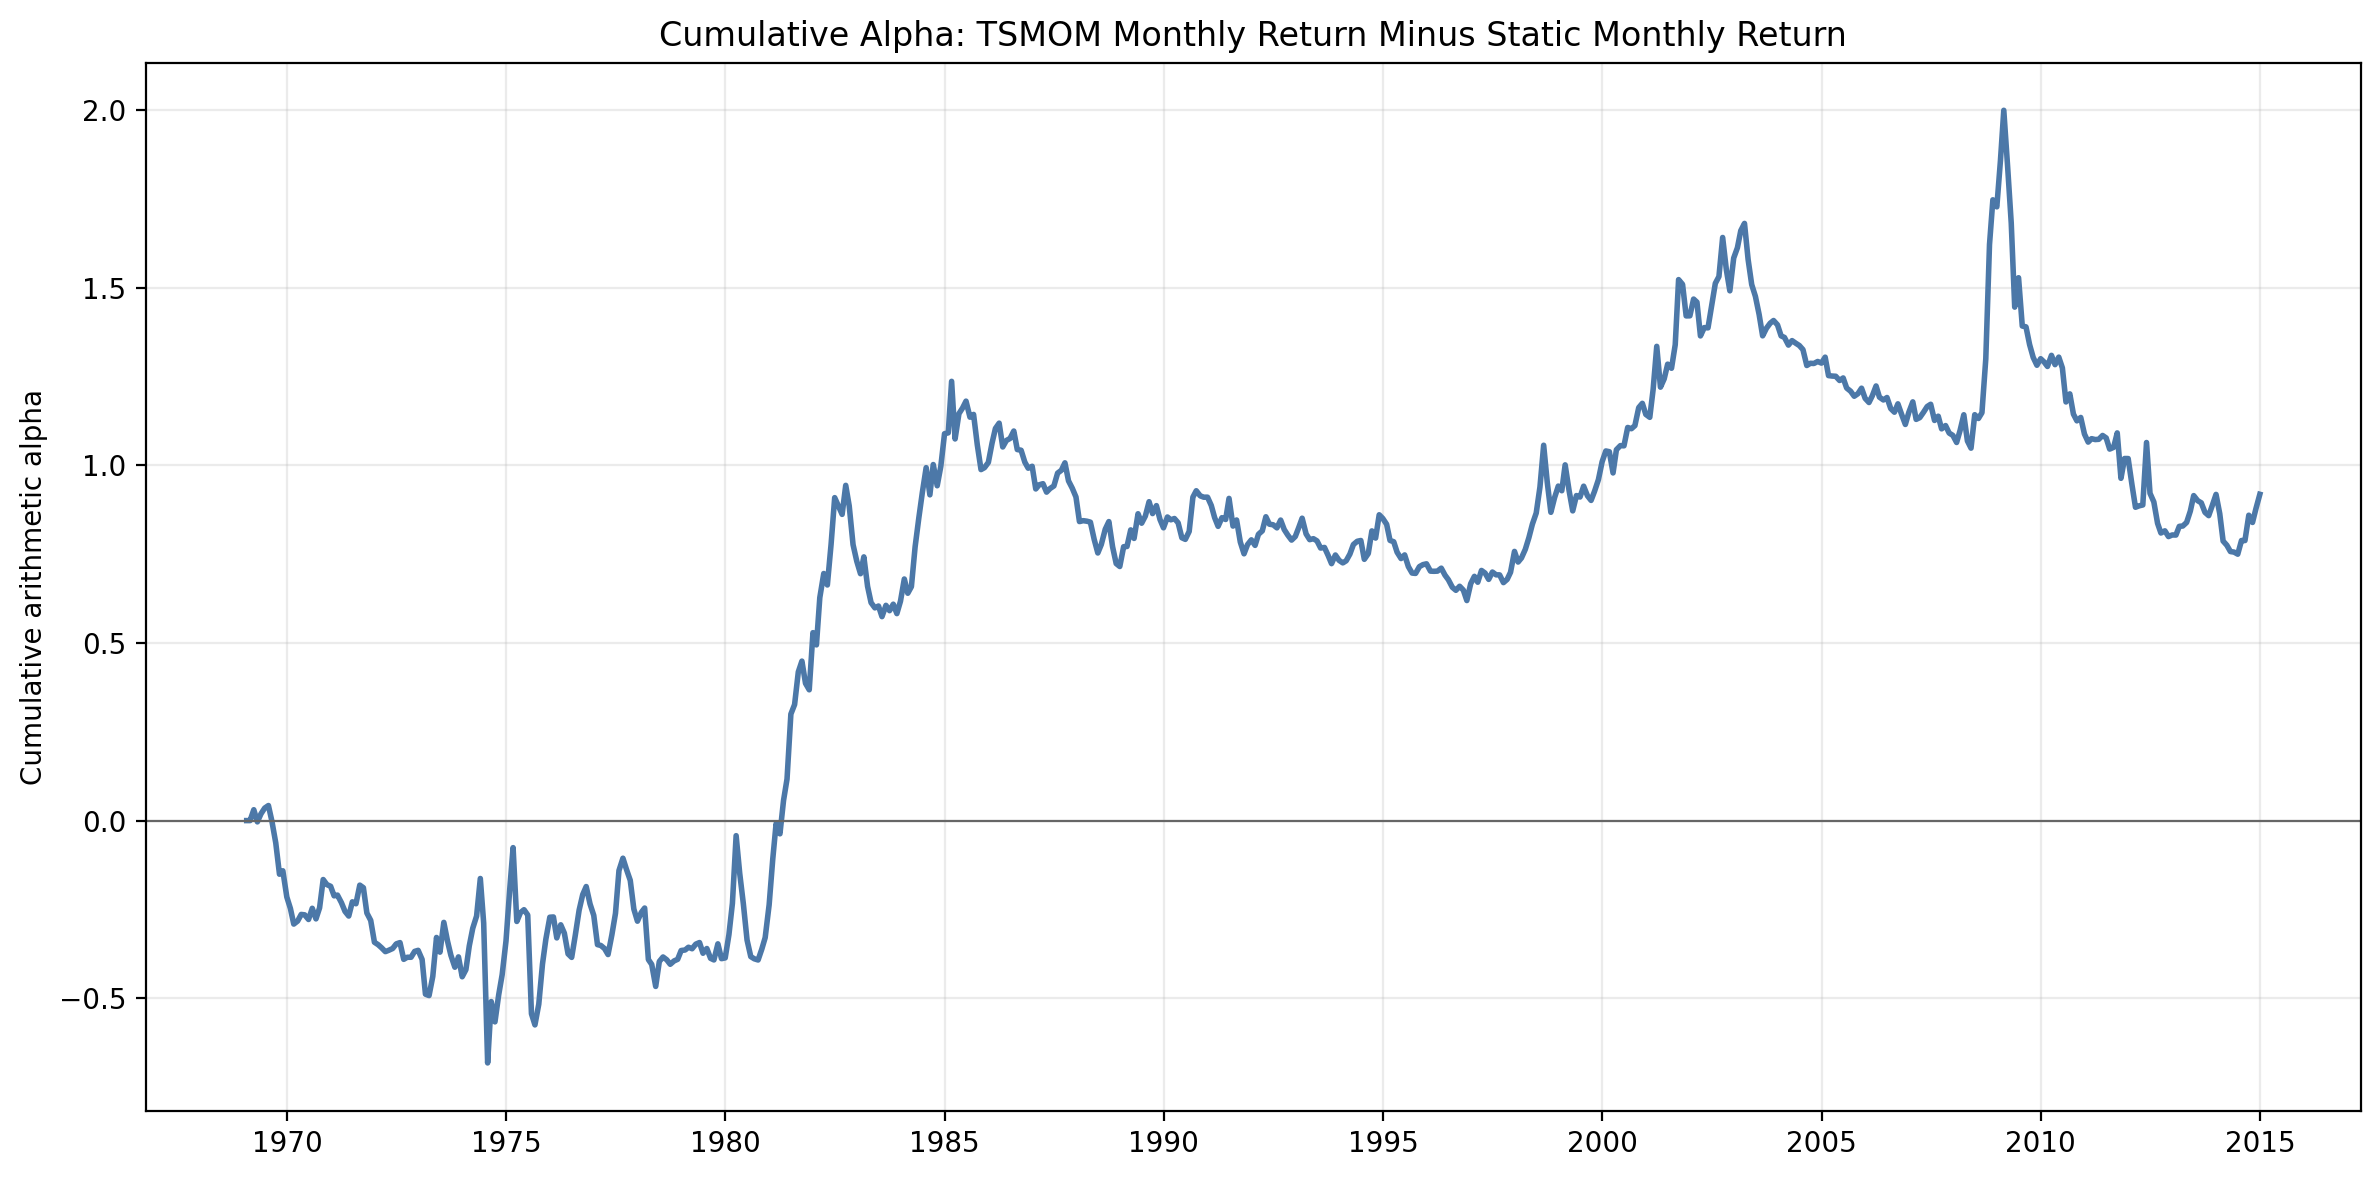 Cumulative Alpha: TSMOM Monthly Return Minus Static Monthly Return
Cumulative arithmetic alpha
2.0
1.5
1.0
0.5
0.0
−0.5
1970 1975 1980 1985 1990 1995 2000 2005 2010 2015